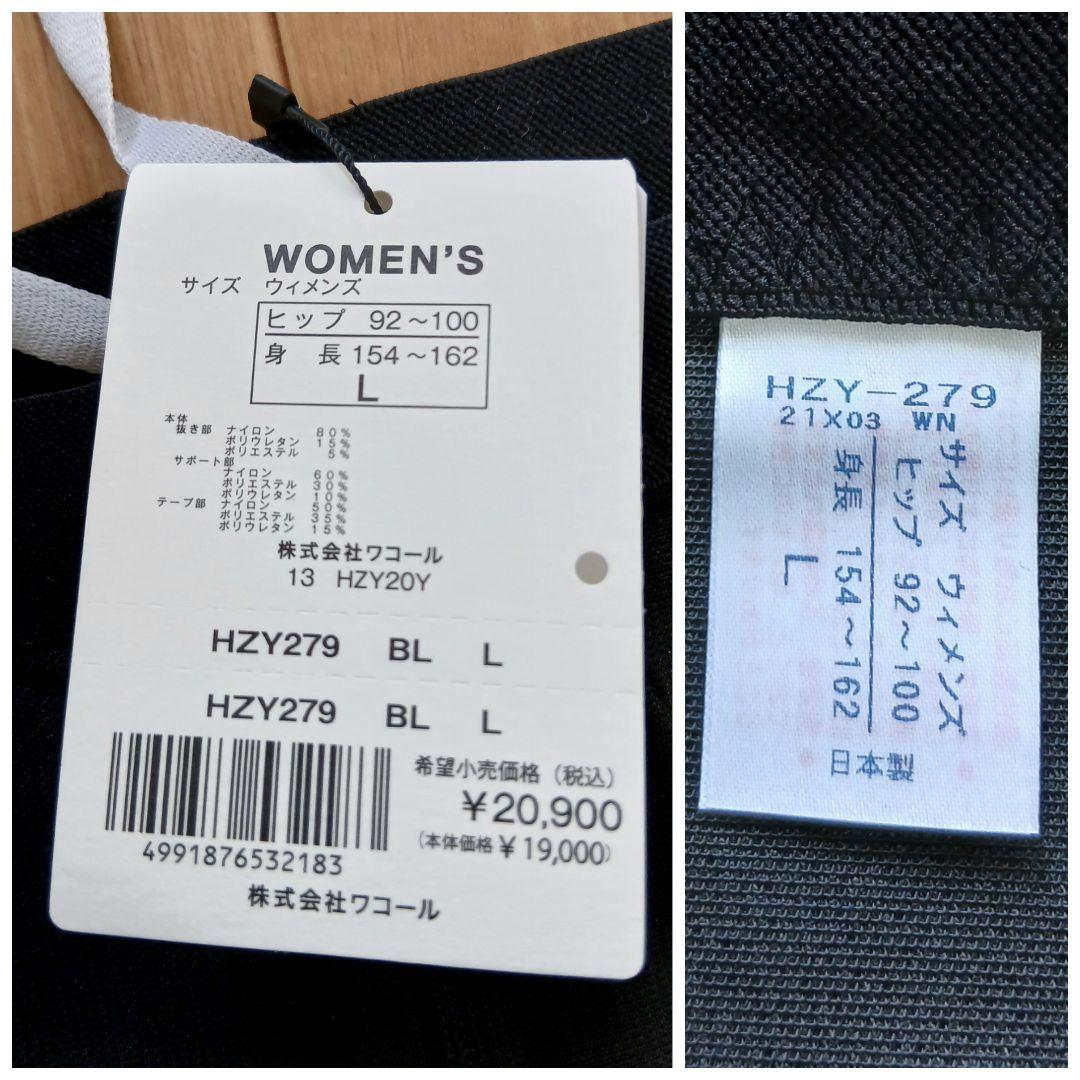 WOMEN'S
サイズ ウィメンズ
ヒップ 92～100
身長 154～162
L
本体
抜き部 ナイロン 80%
ポリウレタン 15%
ポリエステル 5%
サポート部
ナイロン 60%
ポリエステル 30%
ポリウレタン 10%
テープ部 ナイロン 50%
ポリエステル 35%
ポリウレタン 15%
株式会社ワコール
13 HZY20Y
HZY279 BL L
HZY279 BL L
希望小売価格(税込)
¥20,900
(本体価格¥19,000)
4991876532183
株式会社ワコール
HZY-279
21X03 WN
サイズ ウィメンズ
ヒップ 92～100
身長 154～162
L
日本製